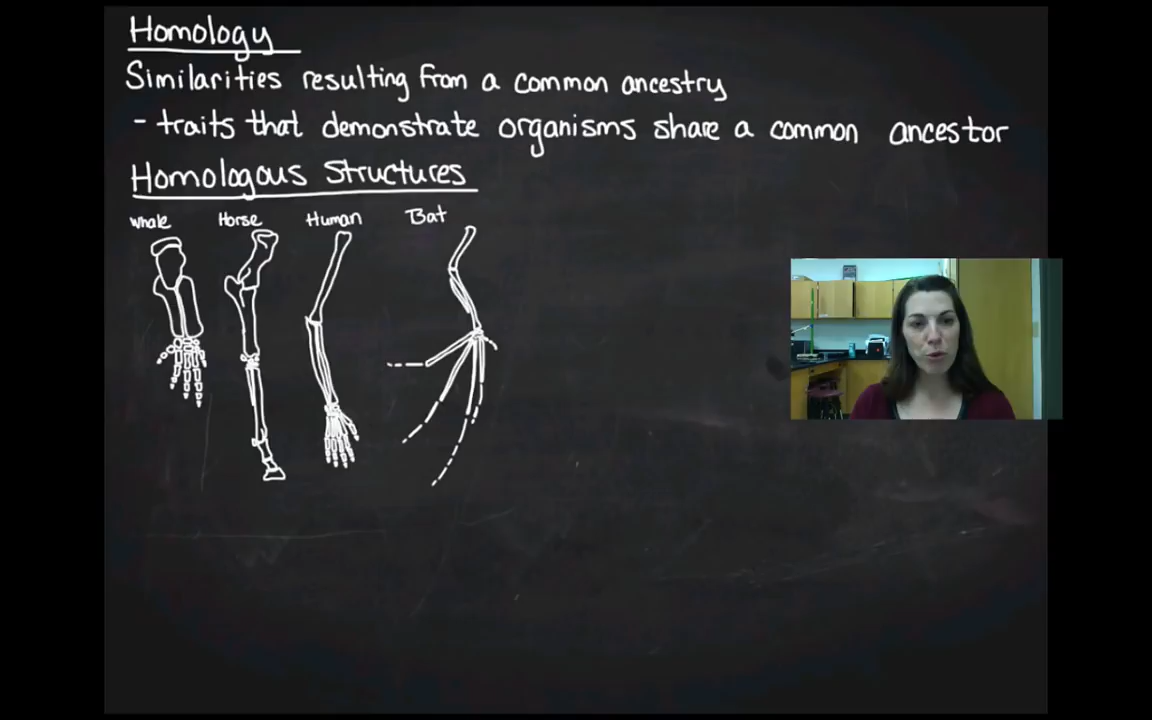 Homology
Similarities resulting from a common ancestry
- traits that demonstrate organisms share a common ancestor
Homologous Structures
Whale Horse Human Bat